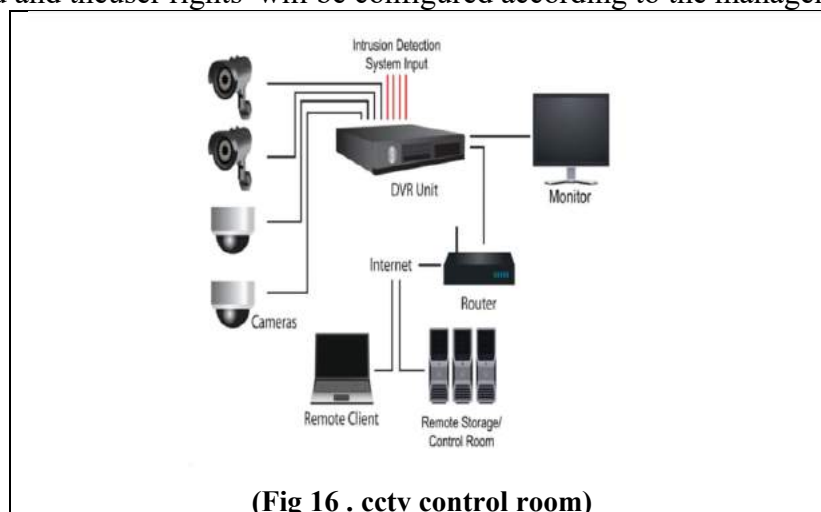 and theuser rights will be configured according to the manager
Intrusion Detection
System Input
DVR Unit
Monitor
Internet
Router
Cameras
Remote Client
Remote Storage/
Control Room
(Fig 16 . cctv control room)